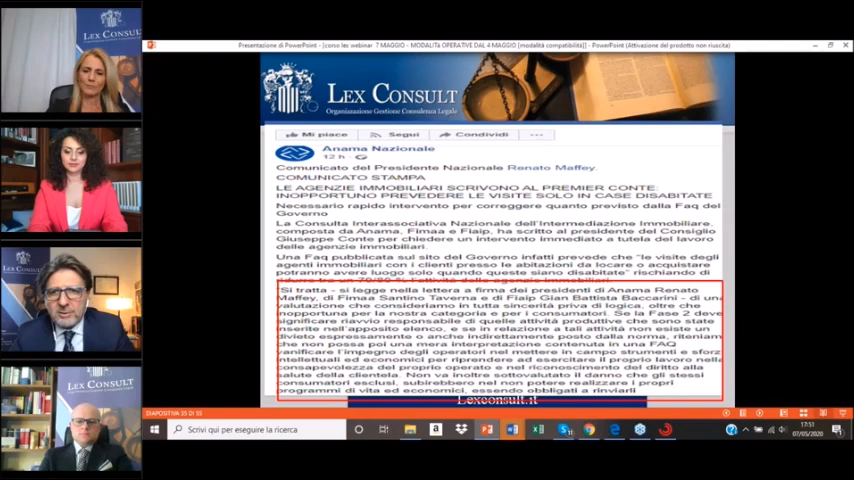 LEX CONSULT
LEX CONSULT
Presentazione di PowerPoint - [corso lex webinar 7 MAGGIO - MODALITA OPERATIVE DAL 4 MAGGIO [modalità compatibilità]] - PowerPoint (Attivazione del prodotto non riuscita)
LEX CONSULT
Organizzazione Gestione Consulenza Legale
Mi piace Segui Condividi ...
Anama Nazionale
12 h
Comunicato del Presidente Nazionale Renato Maffey.
COMUNICATO STAMPA
LE AGENZIE IMMOBILIARI SCRIVONO AL PREMIER CONTE:
INOPPORTUNO PREVEDERE LE VISITE SOLO IN CASE DISABITATE
Necessario rapido intervento per correggere quanto previsto dalla Faq del
Governo
La Consulta Interassociativa Nazionale dell'Intermediazione Immobiliare,
composta da Anama, Fimaa e Fiaip, ha scritto al presidente del Consiglio
Giuseppe Conte per chiedere un intervento immediato a tutela del lavoro
delle agenzie immobiliari.
Una Faq pubblicata sul sito del Governo infatti prevede che "le visite degli
agenti immobiliari con i clienti presso le abitazioni da locare o acquistare
potranno avere luogo solo quando queste siano disabitate" rischiando di
ridurre tra un 70/80 % l'attività delle agenzie immobiliari.
"Si tratta - si legge nella lettera a firma dei presidenti di Anama Renato
Maffey, di Fimaa Santino Taverna e di Fiaip Gian Battista Baccarini - di una
valutazione che consideriamo in tutta sincerità priva di logica, oltre che
inopportuna per la nostra categoria e per i consumatori. Se la Fase 2 deve
significare riavvio responsabile di quelle attività produttive che sono state
inserite nell'apposito elenco, e se in relazione a tali attività non esiste un
divieto espressamente o anche indirettamente posto dalla norma, riteniam
che non possa poi una mera interpretazione contenuta in una FAQ
vanificare l'impegno degli operatori nel mettere in campo strumenti e sforz
intellettuali ed economici per riprendere ad esercitare il proprio lavoro nella
consapevolezza del proprio operato e nel riconoscimento del diritto alla
salute della clientela. Non va inoltre sottovalutato il danno che gli stessi
consumatori esclusi, subirebbero nel non potere realizzare i propri
programmi di vita ed economici, essendo obbligati a rinviarli
Lexconsult.it
DIAPOSITIVA 35 DI 55
Scrivi qui per eseguire la ricerca
17:51
07/05/2020